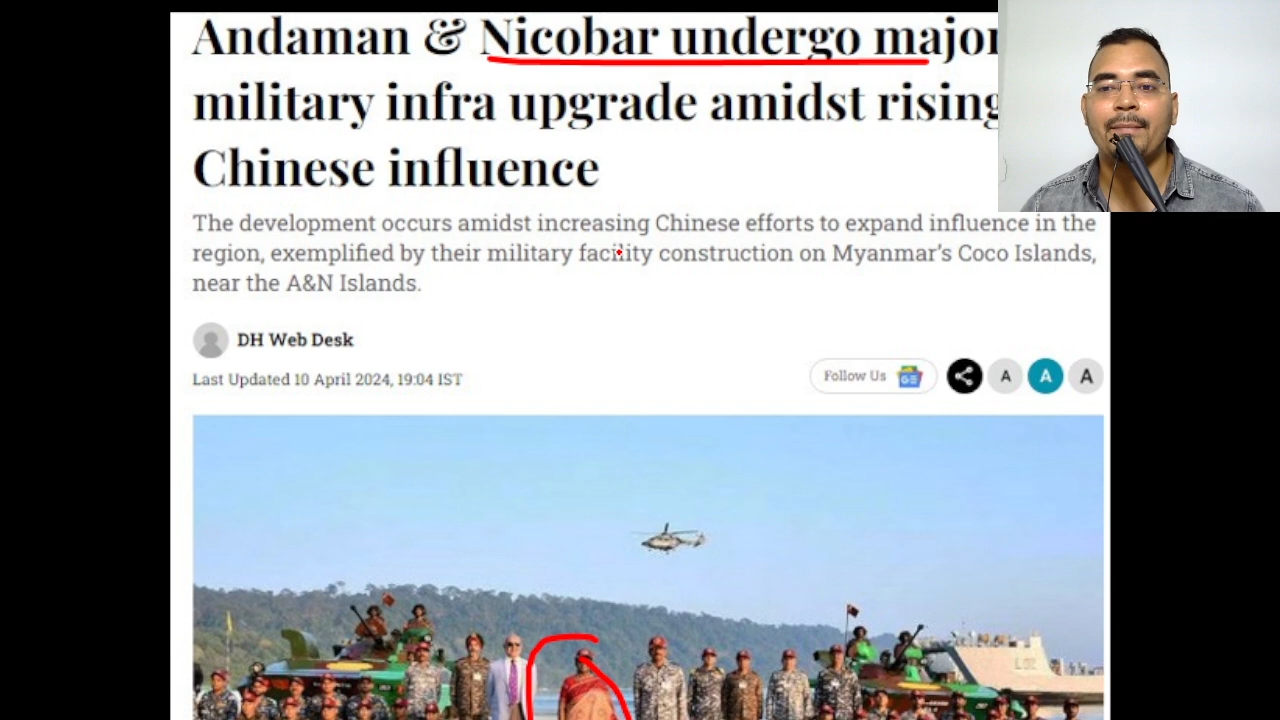 Andaman & Nicobar undergo major
military infra upgrade amidst rising
Chinese influence
The development occurs amidst increasing Chinese efforts to expand influence in the
region, exemplified by their military facility construction on Myanmar's Coco Islands,
near the A&N Islands.
DH Web Desk
Last Updated 10 April 2024, 19:04 IST
Follow Us
A
A
A